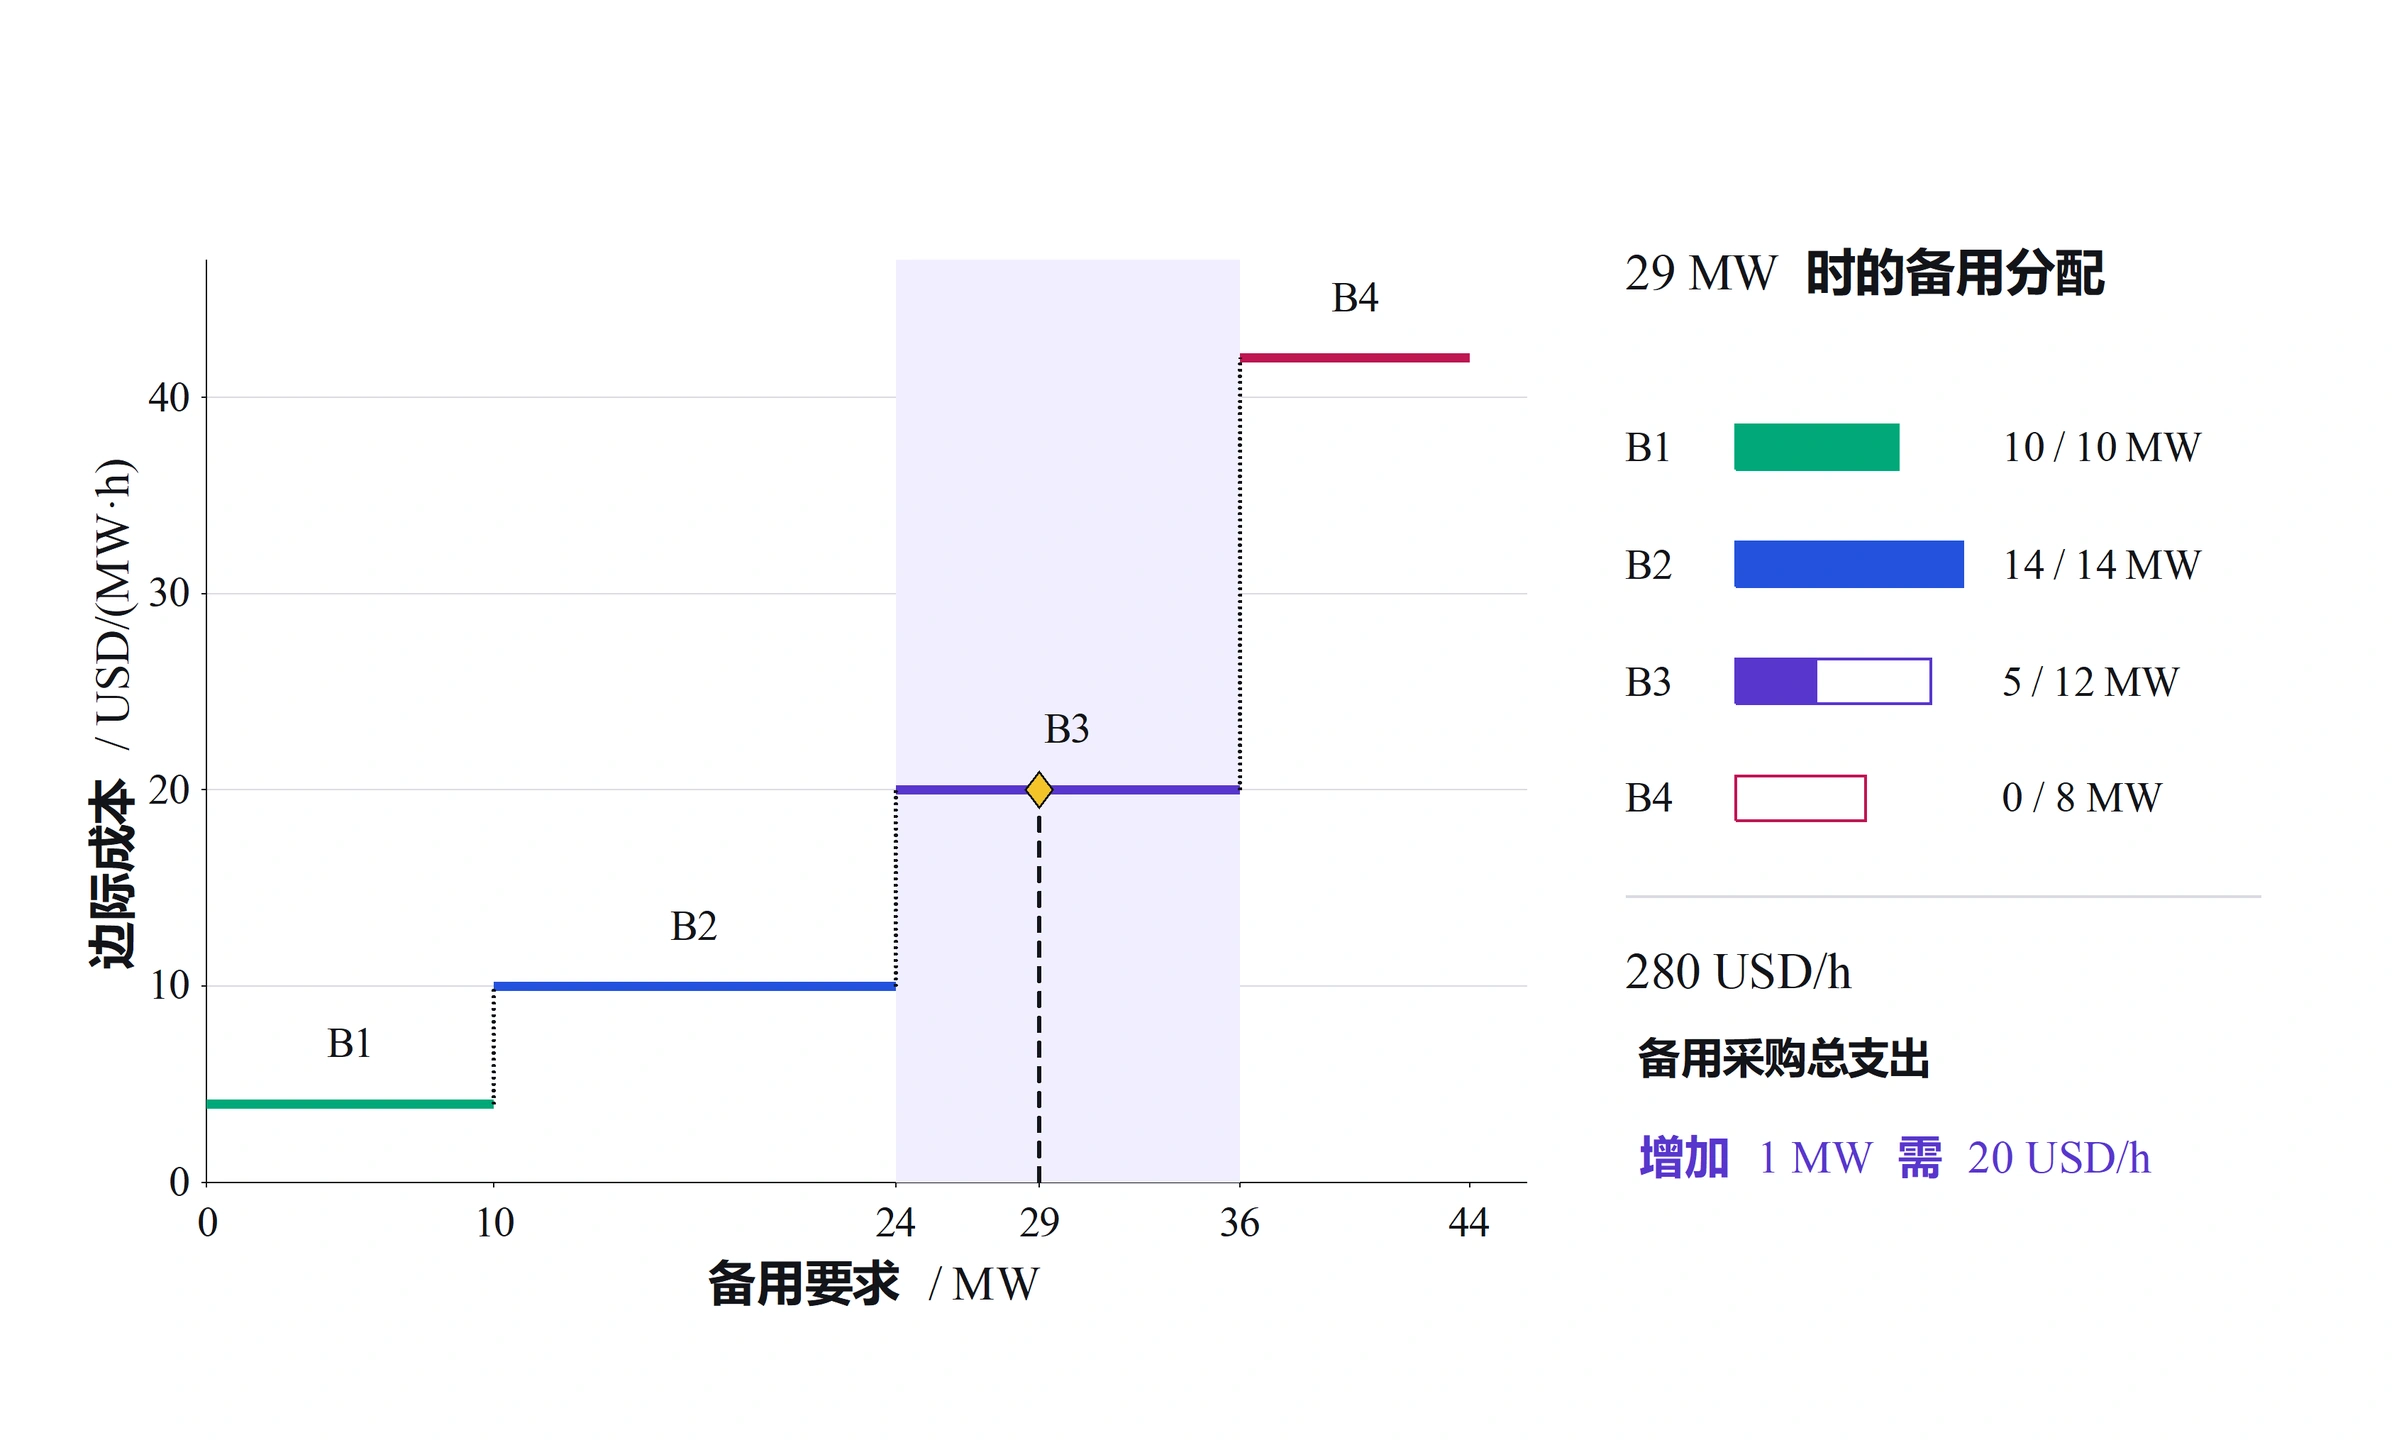 边际成本 / USD/(MW·h)
40
30
20
10
0
B1
B2
B3
B4
0 10 24 29 36 44
备用要求 / MW
29 MW 时的备用分配
B1 10 / 10 MW
B2 14 / 14 MW
B3 5 / 12 MW
B4 0 / 8 MW
280 USD/h
备用采购总支出
增加 1 MW 需 20 USD/h